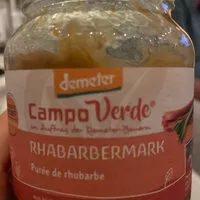 demeter
Campo Verde®
im Auftrag der Demeter-Bauern
RHABARBERMARK
Purée de rhubarbe